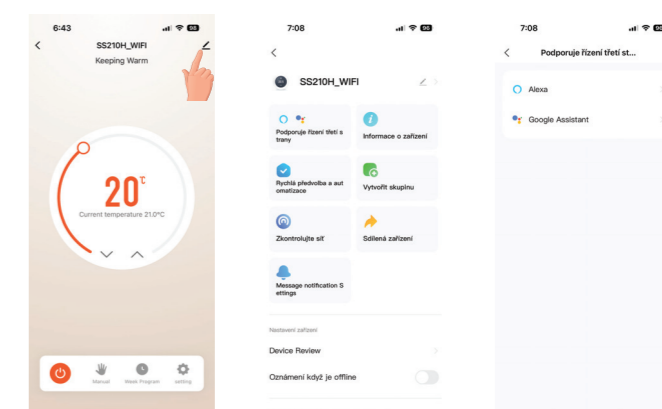 6:43
98
SS210H_WIFI
Keeping Warm
20°C
Current temperature 21.0°C
Manual
Week Program
setting
7:08
96
SS210H_WIFI
Podporuje řízení třetí s
trany
Informace o zařízení
Rychlá předvolba a aut
omatizace
Vytvořit skupinu
Zkontrolujte síť
Sdílená zařízení
Message notification S
ettings
Nastavení zařízení
Device Review
Oznámení když je offline
7:08
Podporuje řízení třetí st...
Alexa
Google Assistant